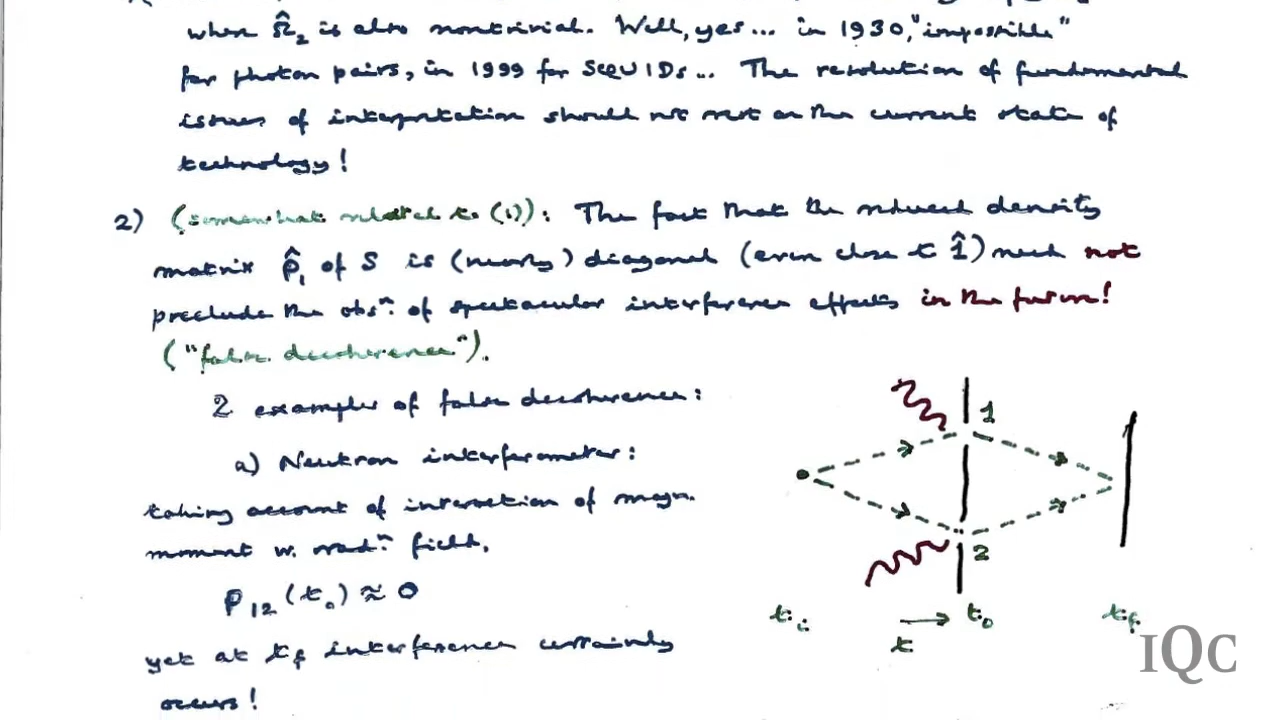 when Ω̂₂ is also nontrivial. Well, yes... in 1930, "impossible"
for photon pairs, in 1999 for SQUIDs... The resolution of fundamental
issues of interpretation should not rest on the current state of
technology!
2) (somewhat related to (1)): The fact that the reduced density
matrix ρ̂₁ of S is (nearly) diagonal (even close to 1̂) need not
preclude the obsⁿ. of spectacular interference effects in the future!
("false decoherence").
2 examples of false decoherence:
a) Neutron interferometer:
taking account of interaction of magn.
moment w. radⁿ. field,
ρ₁₂(t₀) ≈ 0
yet at t_f interference certainly
occurs!
1
2
t_i
t
t₀
t_f
IQC